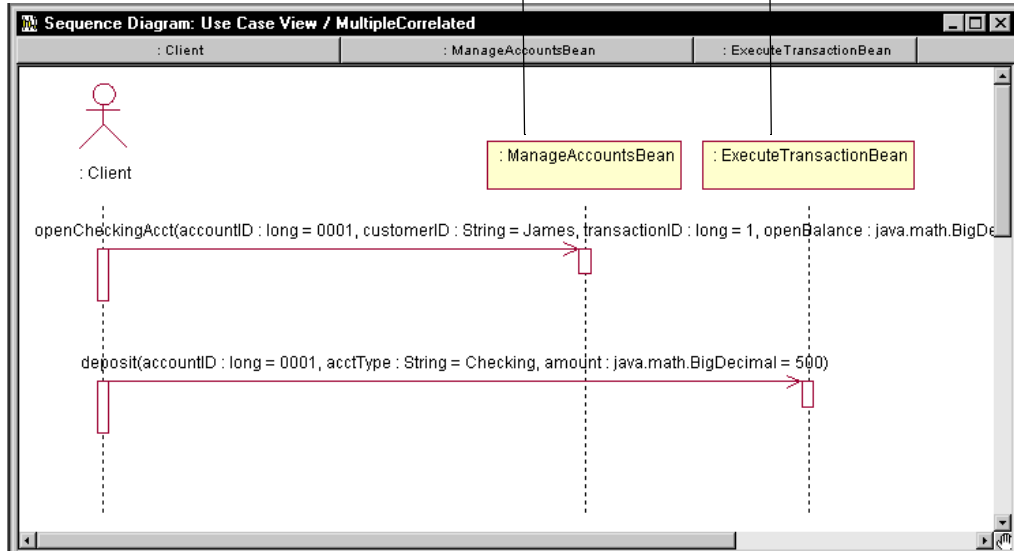 Sequence Diagram: Use Case View / MultipleCorrelated
: Client
: ManageAccountsBean
: ExecuteTransactionBean
: ManageAccountsBean
: ExecuteTransactionBean
: Client
openCheckingAcct(accountID : long = 0001, customerID : String = James, transactionID : long = 1, openBalance : java.math.BigDe
deposit(accountID : long = 0001, acctType : String = Checking, amount : java.math.BigDecimal = 500)